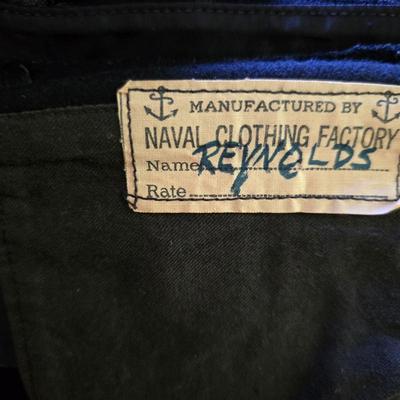 MANUFACTURED BY
NAVAL CLOTHING FACTORY
Name REYNOLDS
Rate